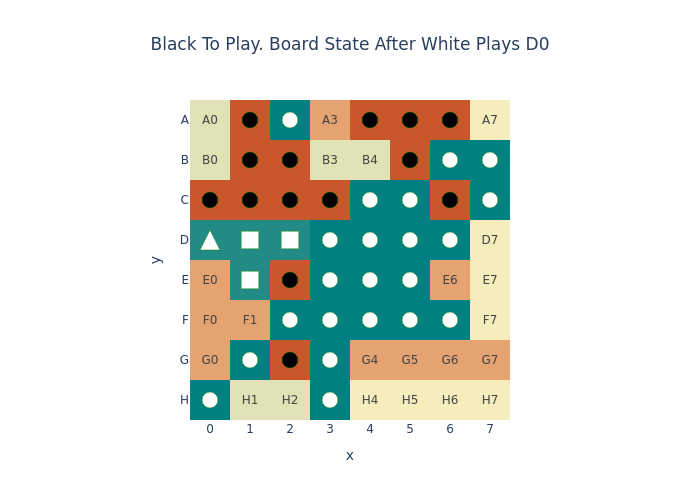 Black To Play. Board State After White Plays D0
A A0 A3 A7
B B0 B3 B4
C
D D7
E E0 E6 E7
F F0 F1 F7
G G0 G4 G5 G6 G7
H H1 H2 H4 H5 H6 H7
0 1 2 3 4 5 6 7
x
y